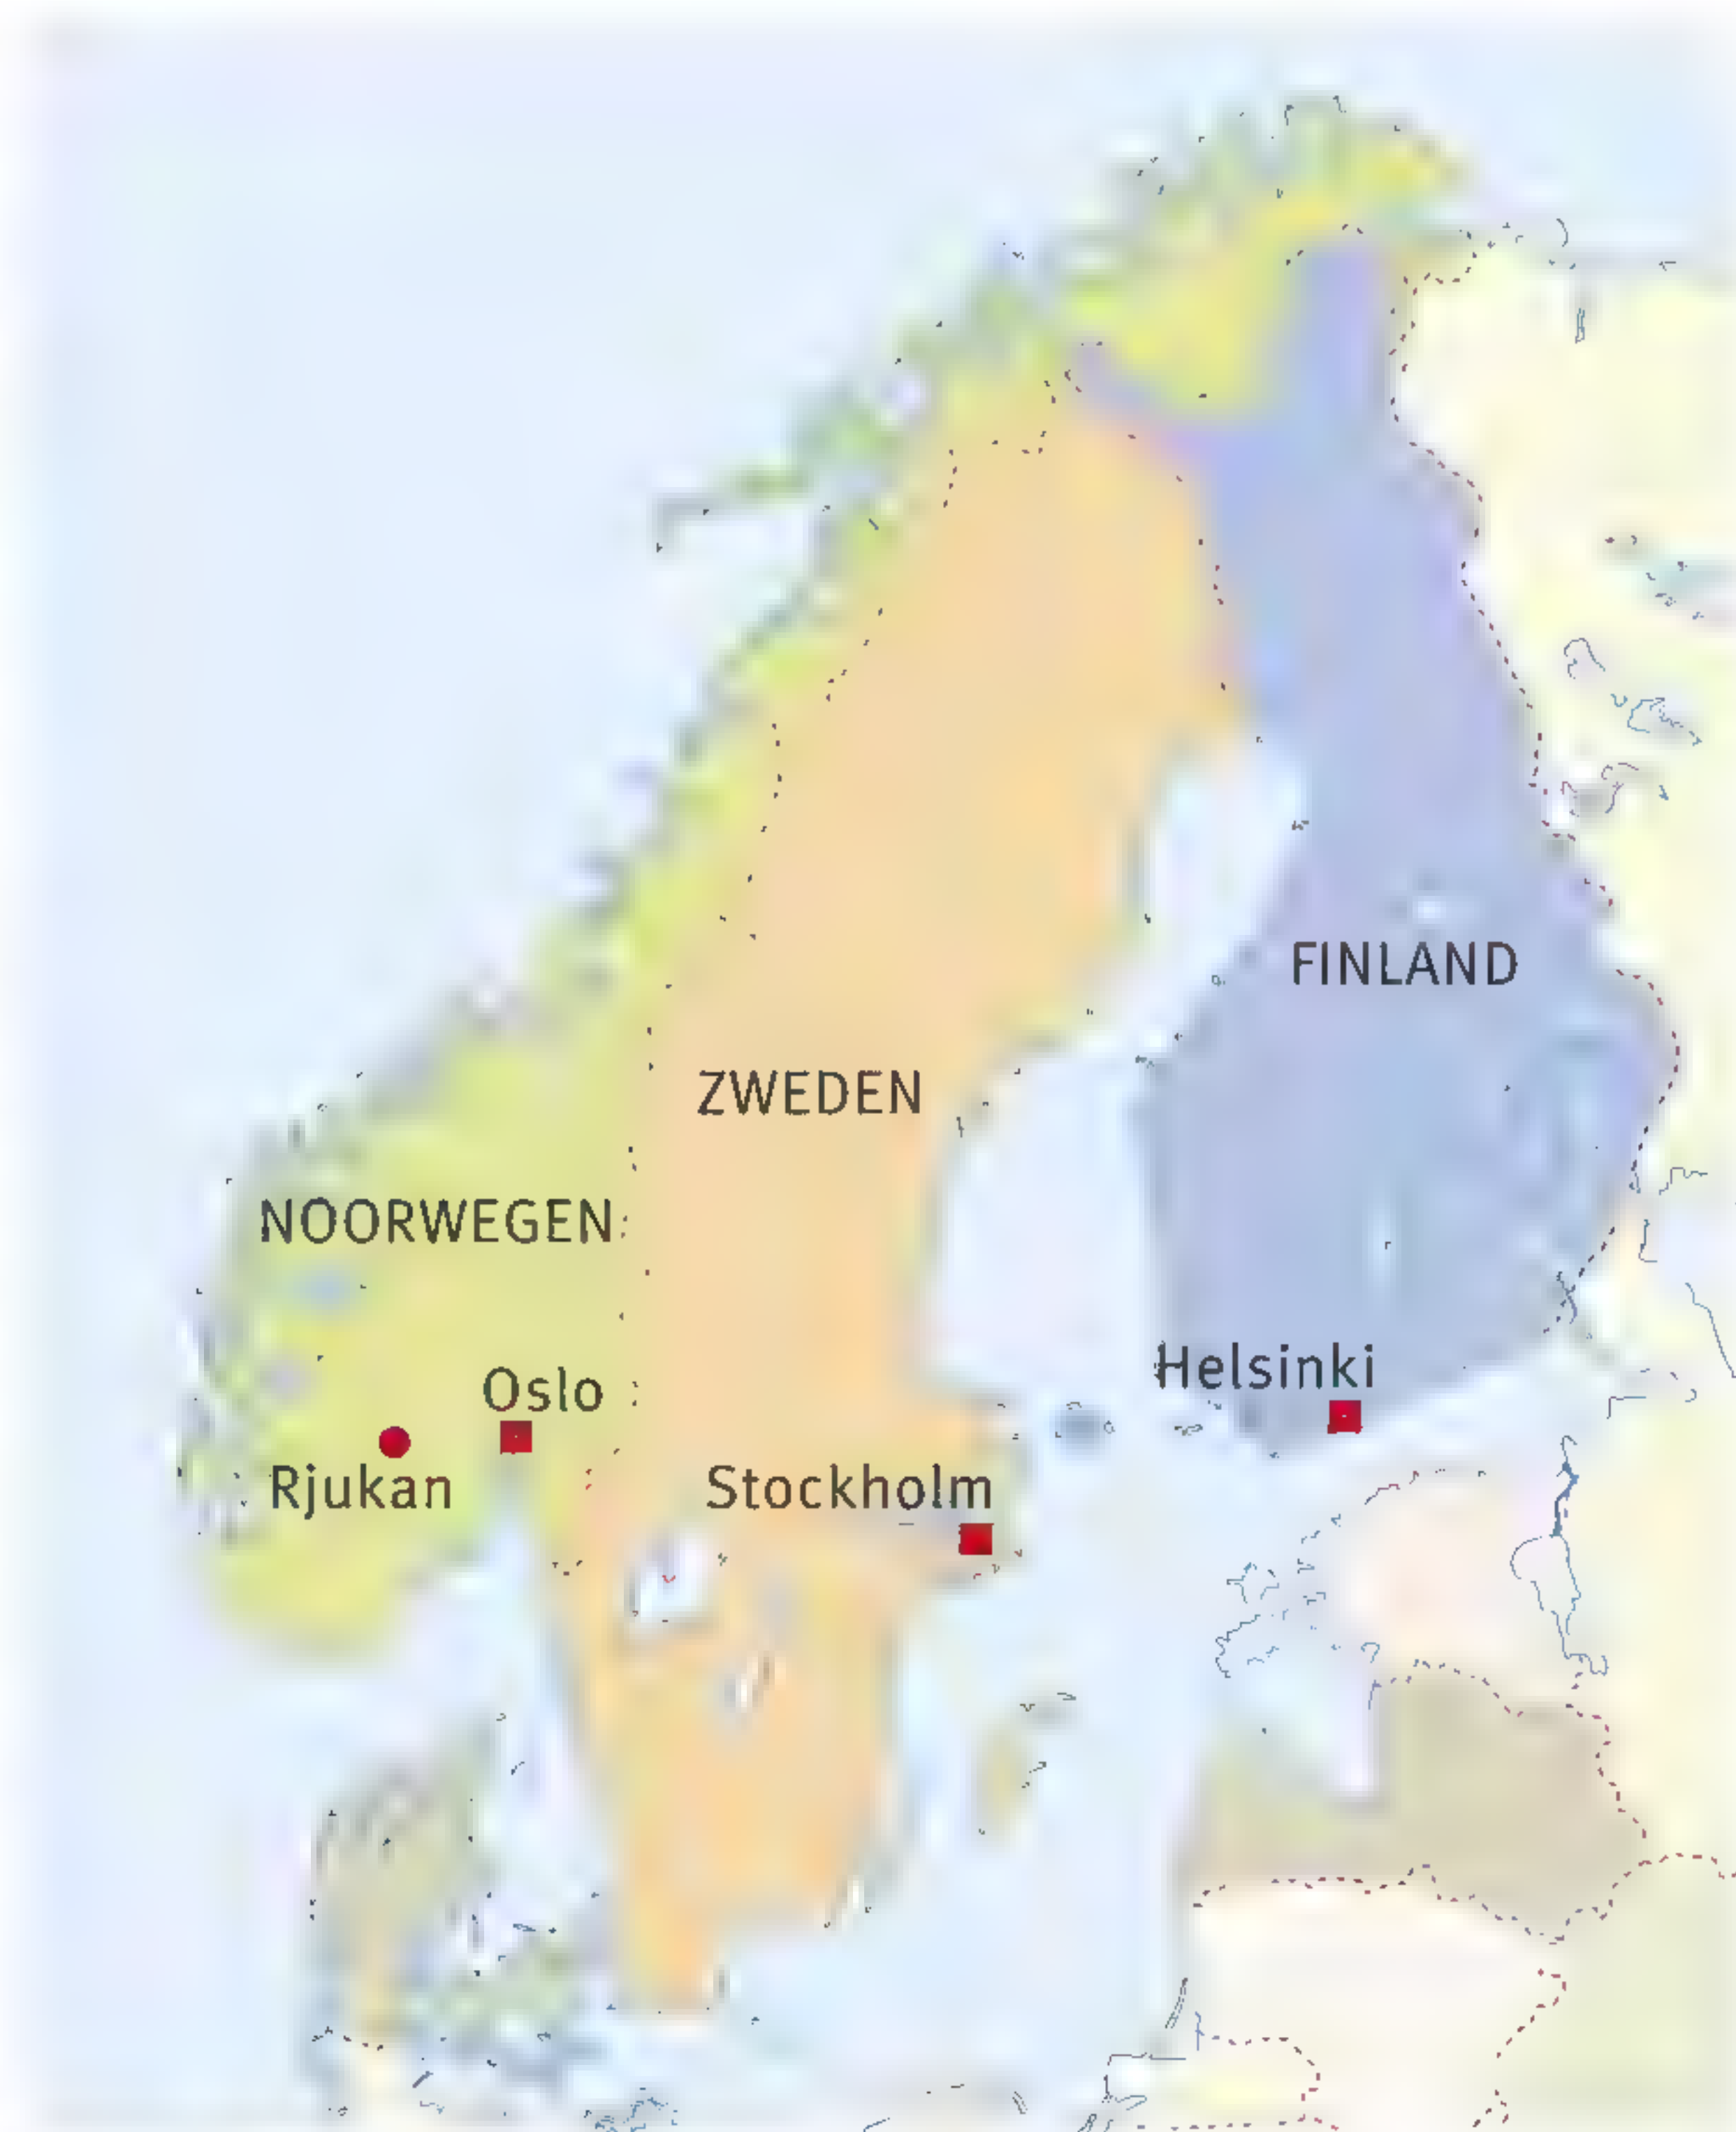 FINLAND
ZWEDEN
NOORWEGEN
Helsinki
Oslo
Rjukan
Stockholm